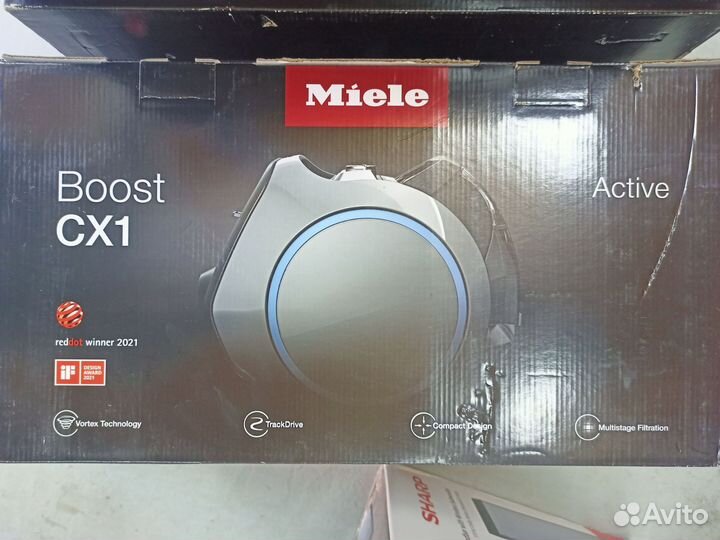 Miele
Boost
CX1
Active
reddot winner 2021
iF
DESIGN
AWARD
2021
Vortex Technology
TrackDrive
Compact Design
Multistage Filtration
SHARP
Avito